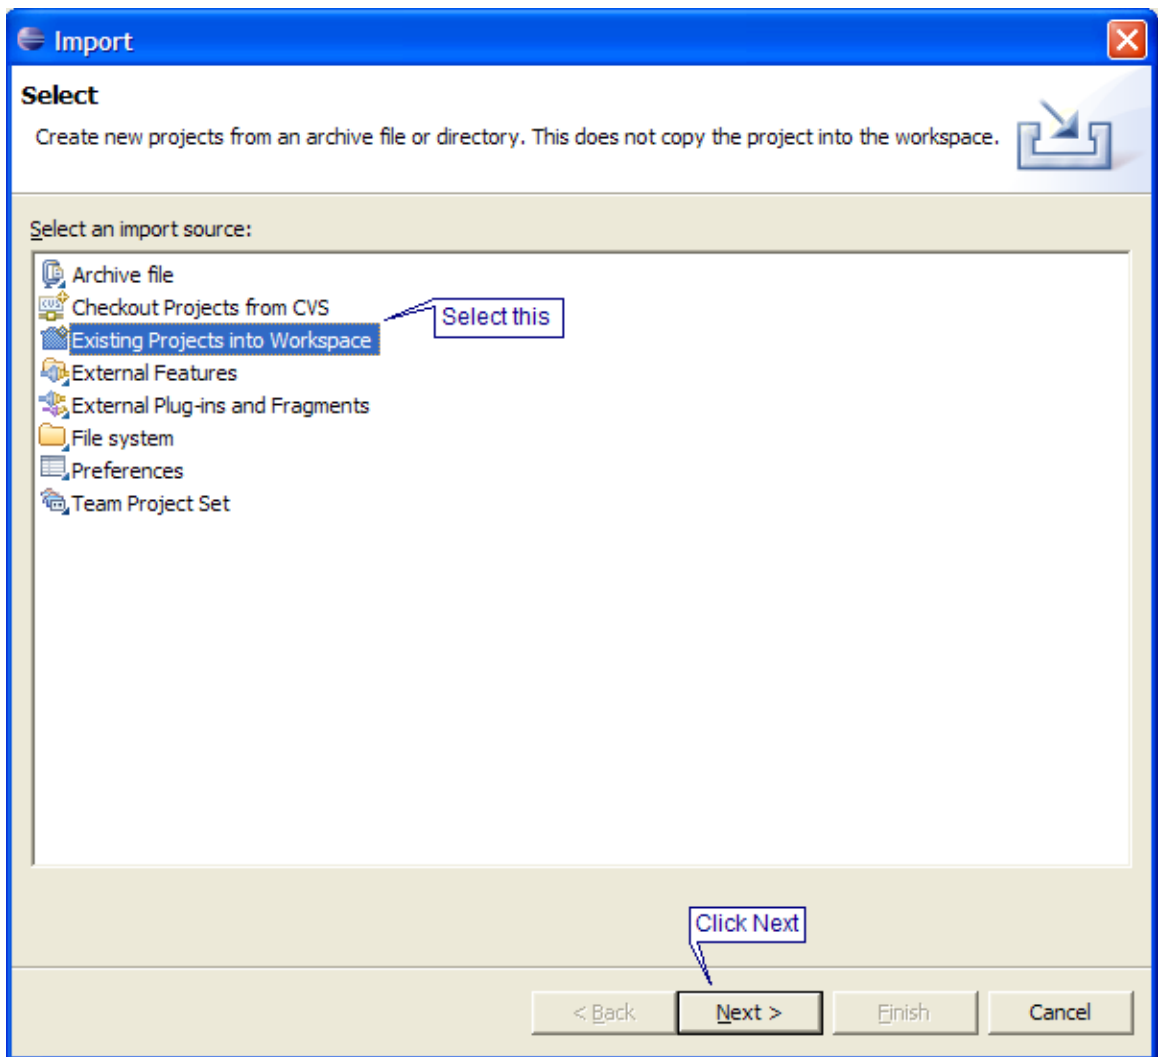 Import
Select
Create new projects from an archive file or directory. This does not copy the project into the workspace.
Select an import source:
Archive file
Checkout Projects from CVS
Select this
Existing Projects into Workspace
External Features
External Plug-ins and Fragments
File system
Preferences
Team Project Set
Click Next
< Back
Next >
Finish
Cancel